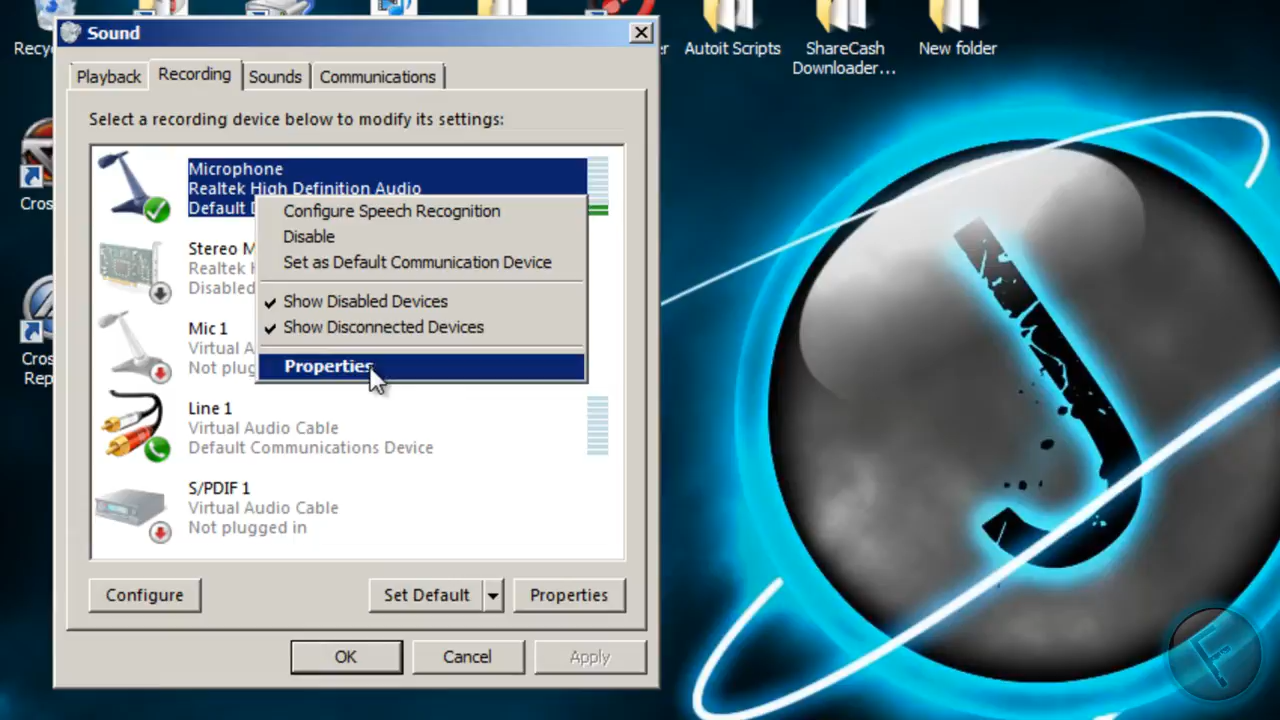 Sound
Playback
Recording
Sounds
Communications
Select a recording device below to modify its settings:
Microphone
Realtek High Definition Audio
Default
Configure Speech Recognition
Disable
Set as Default Communication Device
Show Disabled Devices
Show Disconnected Devices
Properties
Stereo M
Realtek
Disabled
Mic 1
Virtual A
Not plugged
Line 1
Virtual Audio Cable
Default Communications Device
S/PDIF 1
Virtual Audio Cable
Not plugged in
Configure
Set Default
Properties
OK
Cancel
Apply
Recy
Autoit Scripts
ShareCash
Downloader...
New folder
Cros
Cros
Rep